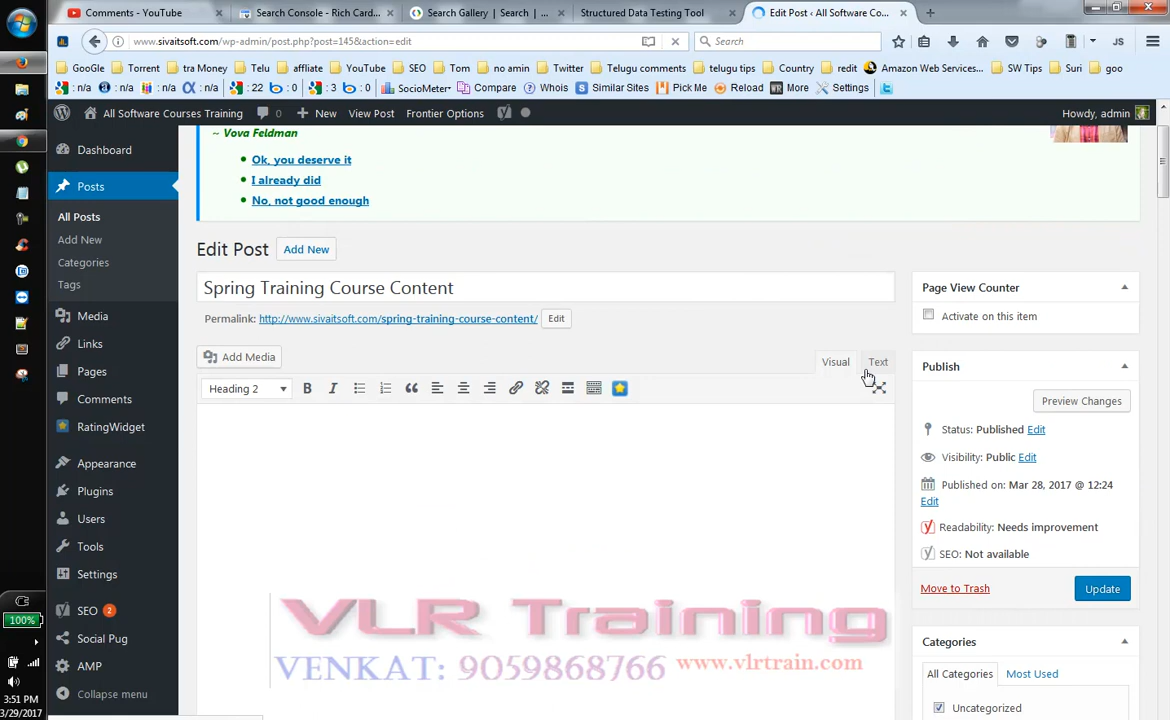 Comments - YouTube
Search Console - Rich Card...
Search Gallery | Search | ...
Structured Data Testing Tool
Edit Post ‹ All Software Co...
www.sivaitsoft.com/wp-admin/post.php?post=145&action=edit
Search
JS
GooGle
Torrent
tra Money
Telu
affiliate
YouTube
SEO
Tom
no amin
Twitter
Telugu comments
telugu tips
Country
redit
Amazon Web Services...
SW Tips
Suri
goo
: n/a
: n/a
: n/a
: n/a
: 22
: 0
: 3
: 0
SocioMeter
Compare
Whois
Similar Sites
Pick Me
Reload
More
Settings
All Software Courses Training
0
New
View Post
Frontier Options
Howdy, admin
~ Vova Feldman
Ok, you deserve it
I already did
No, not good enough
Dashboard
Posts
All Posts
Add New
Categories
Tags
Media
Links
Pages
Comments
RatingWidget
Appearance
Plugins
Users
Tools
Settings
SEO 2
Social Pug
AMP
Collapse menu
Edit Post
Add New
Spring Training Course Content
Permalink: http://www.sivaitsoft.com/spring-training-course-content/ Edit
Add Media
Visual
Text
Heading 2
B
I
VLR Training
VENKAT: 9059868766 www.vlrtrain.com
Page View Counter
Activate on this item
Publish
Preview Changes
Status: Published Edit
Visibility: Public Edit
Published on: Mar 28, 2017 @ 12:24
Edit
Readability: Needs improvement
SEO: Not available
Move to Trash
Update
Categories
All Categories
Most Used
Uncategorized
100%
3:51 PM
3/29/2017